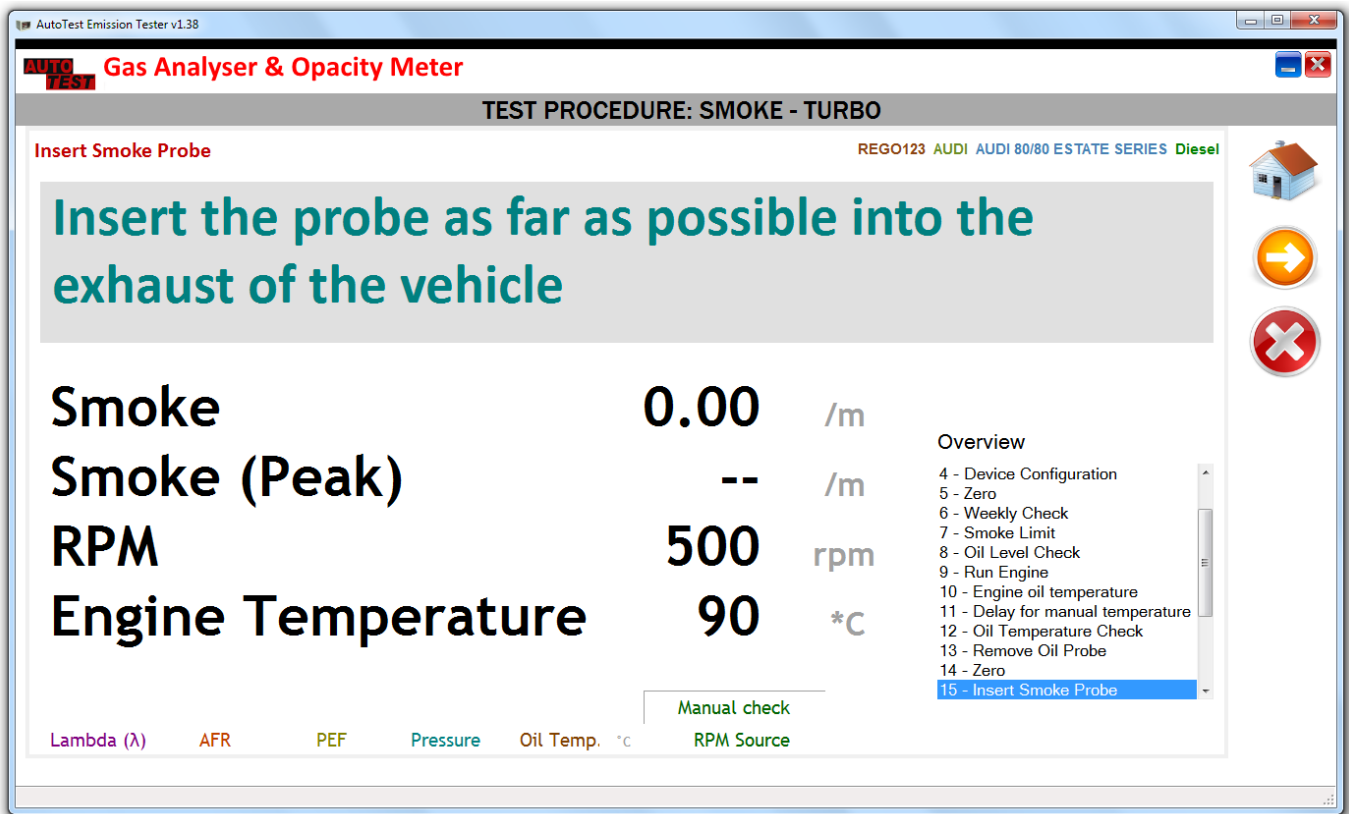 AutoTest Emission Tester v1.38
AUTO TEST
Gas Analyser & Opacity Meter
TEST PROCEDURE: SMOKE - TURBO
Insert Smoke Probe
REGO123 AUDI AUDI 80/80 ESTATE SERIES Diesel
Insert the probe as far as possible into the
exhaust of the vehicle
Smoke 0.00 /m
Smoke (Peak) -- /m
RPM 500 rpm
Engine Temperature 90 *C
Overview
4 - Device Configuration
5 - Zero
6 - Weekly Check
7 - Smoke Limit
8 - Oil Level Check
9 - Run Engine
10 - Engine oil temperature
11 - Delay for manual temperature
12 - Oil Temperature Check
13 - Remove Oil Probe
14 - Zero
15 - Insert Smoke Probe
Manual check
Lambda (λ) AFR PEF Pressure Oil Temp. °C RPM Source